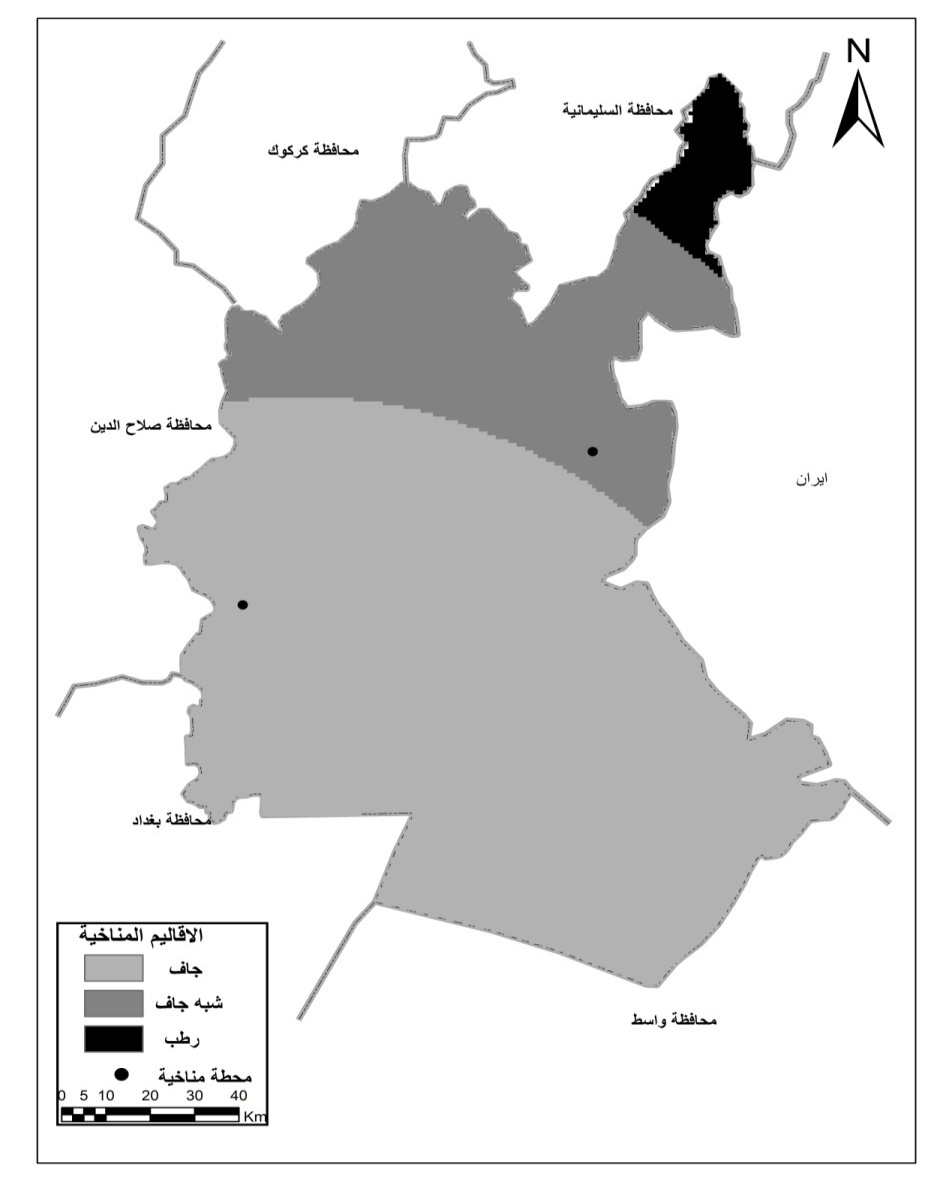 N
محافظة السليمانية
محافظة كركوك
محافظة صلاح الدين
ايران
محافظة بغداد
الاقاليم المناخية
جاف
شبه جاف
رطب
محطة مناخية
0 5 10 20 30 40
Km
محافظة واسط